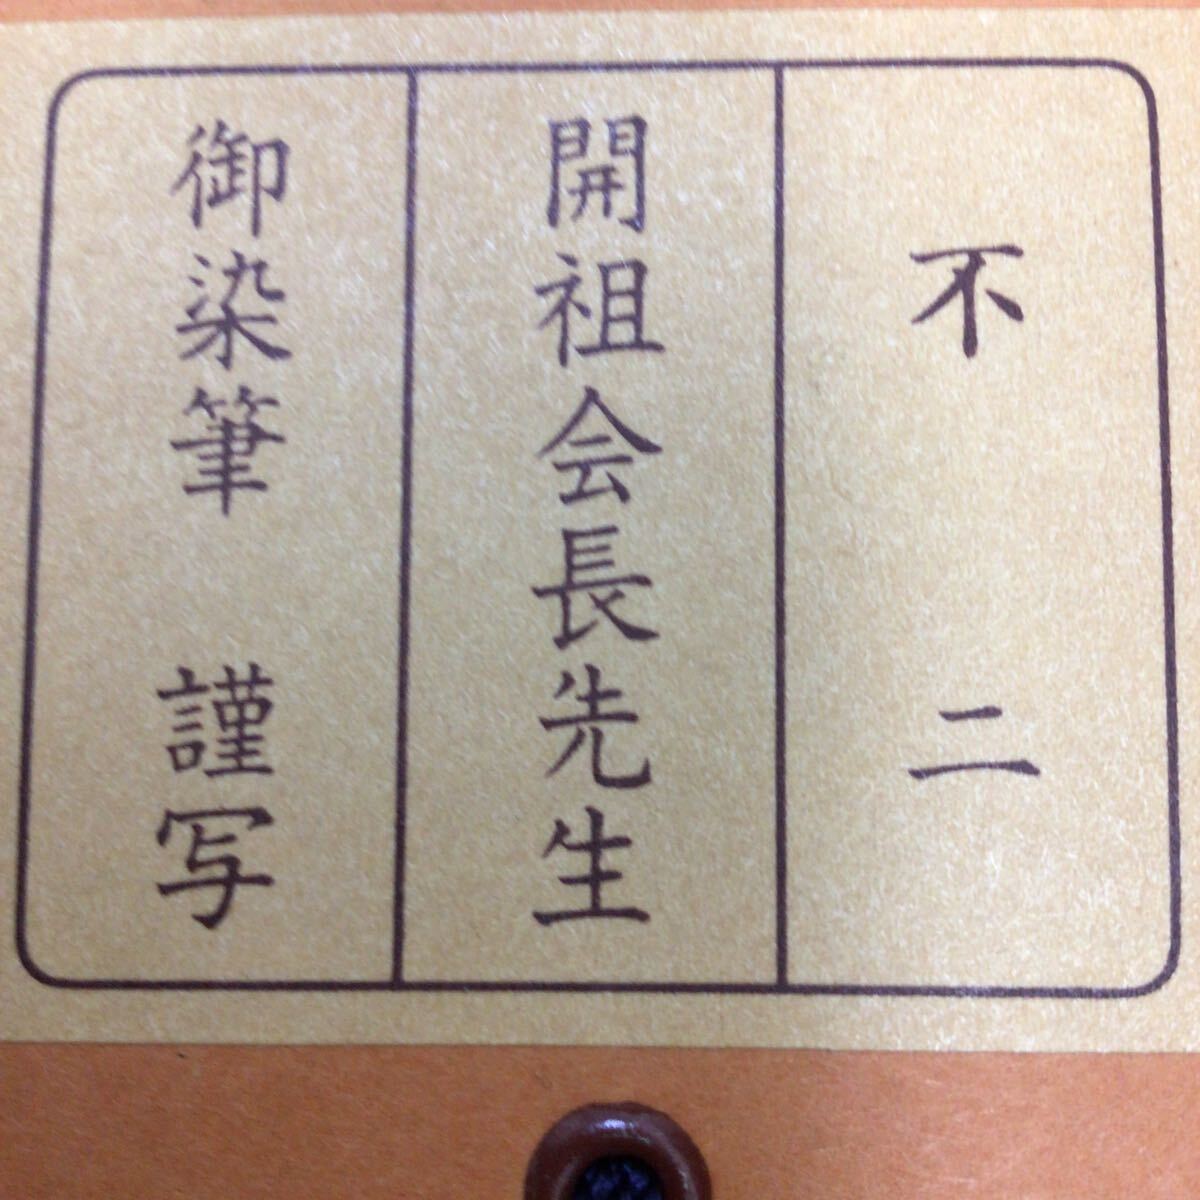 不二
開祖会長先生
御染筆 謹写